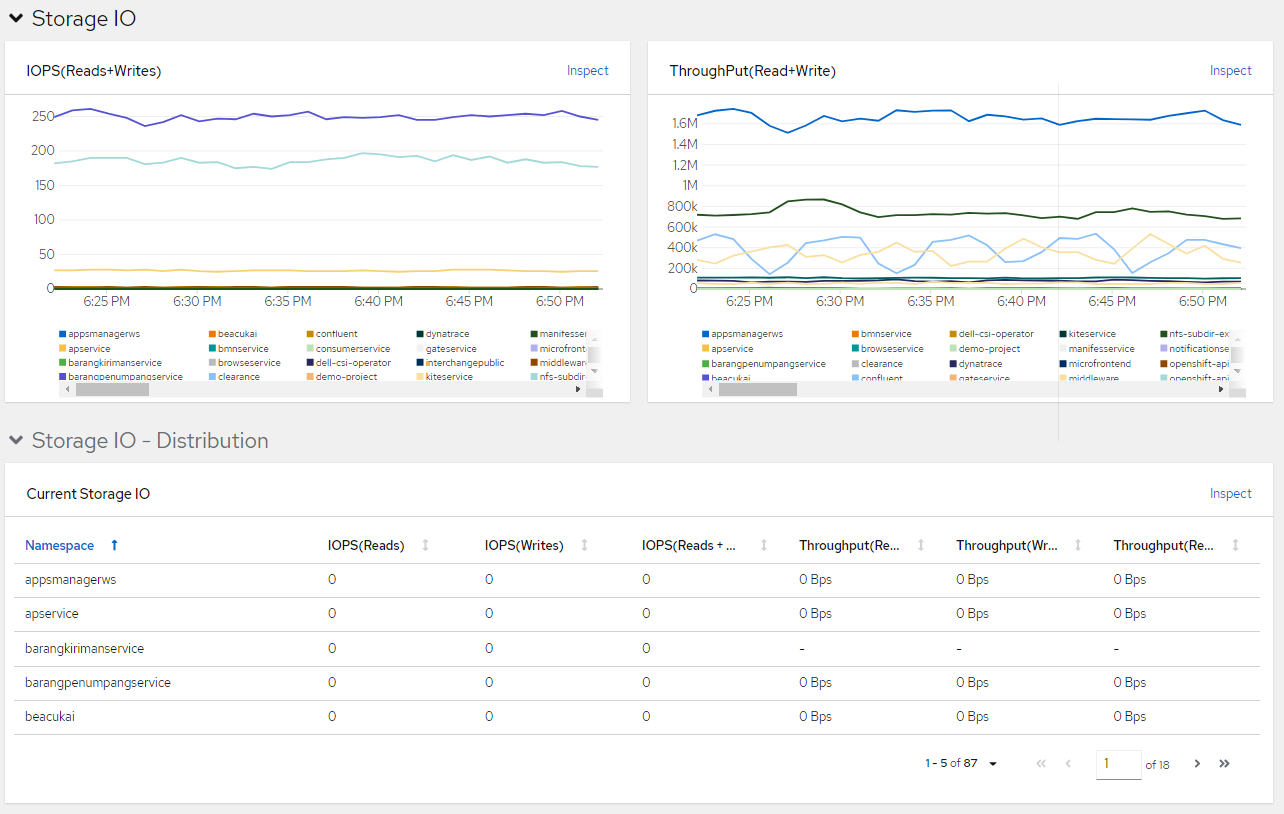 Storage IO
IOPS(Reads+Writes) Inspect
250
200
150
100
50
0
6:25 PM 6:30 PM 6:35 PM 6:40 PM 6:45 PM 6:50 PM
appsmanagerws beacukai confluent dynatrace manifesser
apservice bmnservice consumerservice gateservice microfront
barangkirimanservice browseservice dell-csi-operator interchangepublic middleware
barangpenumpangservice clearance demo-project kiteservice nfs-subdir
ThroughPut(Read+Write) Inspect
1.6M
1.4M
1.2M
1M
800k
600k
400k
200k
0
6:25 PM 6:30 PM 6:35 PM 6:40 PM 6:45 PM 6:50 PM
appsmanagerws bmnservice dell-csi-operator kiteservice nfs-subdir-ex
apservice browseservice demo-project manifesservice notificationse
barangpenumpangservice clearance dynatrace microfrontend openshift-api
beacukai confluent gateservice middleware openshift-api
Storage IO - Distribution
Current Storage IO Inspect
Namespace IOPS(Reads) IOPS(Writes) IOPS(Reads + ... Throughput(Re... Throughput(Wr... Throughput(Re...
appsmanagerws 0 0 0 0 Bps 0 Bps 0 Bps
apservice 0 0 0 0 Bps 0 Bps 0 Bps
barangkirimanservice 0 0 0 - - -
barangpenumpangservice 0 0 0 0 Bps 0 Bps 0 Bps
beacukai 0 0 0 0 Bps 0 Bps 0 Bps
1 - 5 of 87 1 of 18